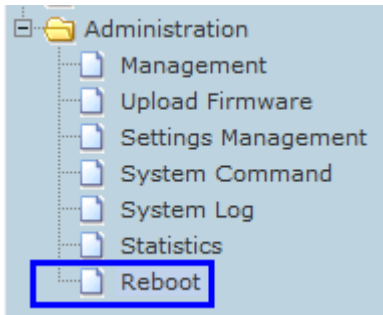 Administration
Management
Upload Firmware
Settings Management
System Command
System Log
Statistics
Reboot